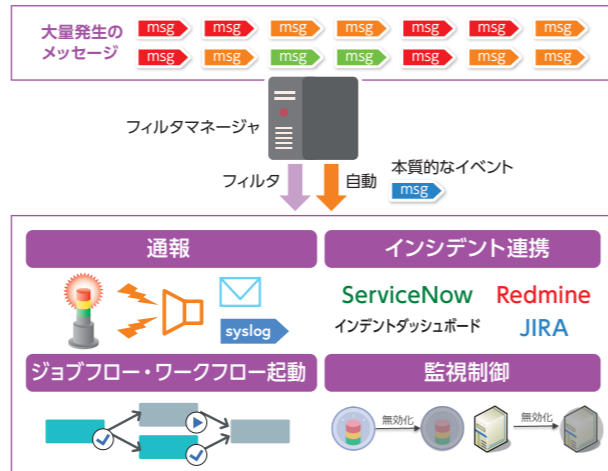 大量発生の
メッセージ
msg msg msg msg msg msg msg
msg msg msg msg msg msg msg
フィルタマネージャ
フィルタ
自動
本質的なイベント
msg
通報
syslog
インシデント連携
ServiceNow
Redmine
インデントダッシュボード
JIRA
ジョブフロー・ワークフロー起動
監視制御
無効化
無効化